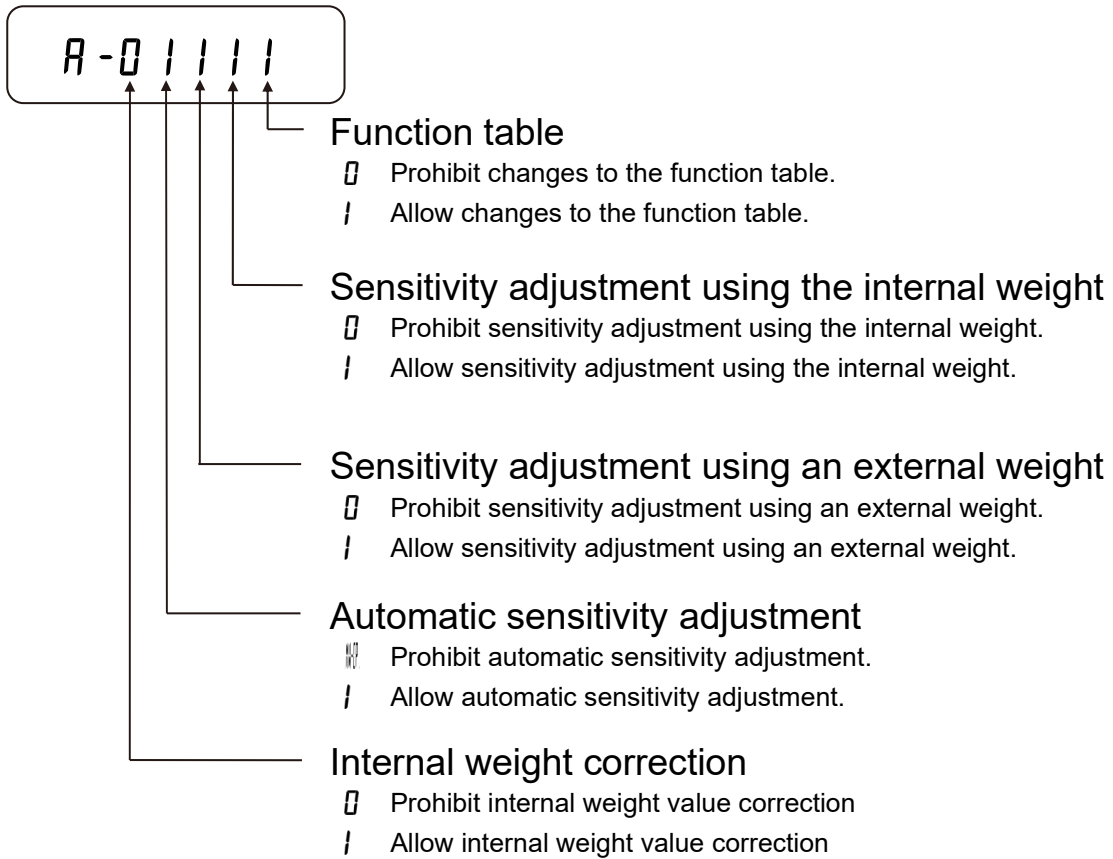 A-01111
Function table
0 Prohibit changes to the function table.
1 Allow changes to the function table.
Sensitivity adjustment using the internal weight
0 Prohibit sensitivity adjustment using the internal weight.
1 Allow sensitivity adjustment using the internal weight.
Sensitivity adjustment using an external weight
0 Prohibit sensitivity adjustment using an external weight.
1 Allow sensitivity adjustment using an external weight.
Automatic sensitivity adjustment
Prohibit automatic sensitivity adjustment.
1 Allow automatic sensitivity adjustment.
Internal weight correction
0 Prohibit internal weight value correction
1 Allow internal weight value correction